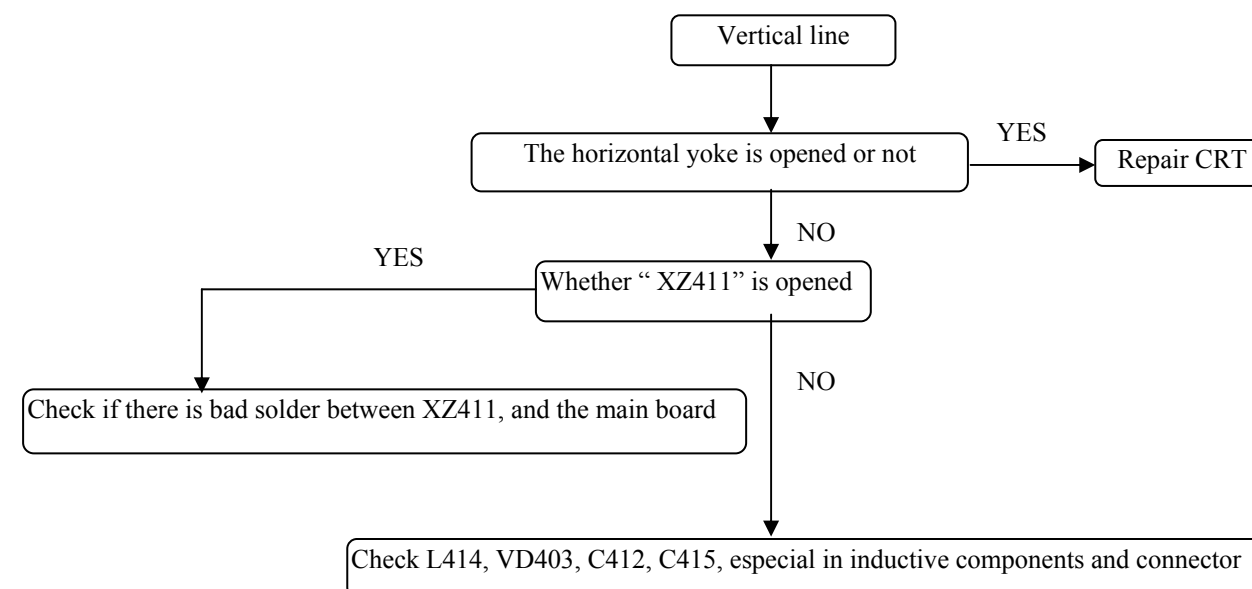 Vertical line
The horizontal yoke is opened or not
YES
Repair CRT
NO
Whether “ XZ411” is opened
YES
NO
Check if there is bad solder between XZ411, and the main board
Check L414, VD403, C412, C415, especial in inductive components and connector